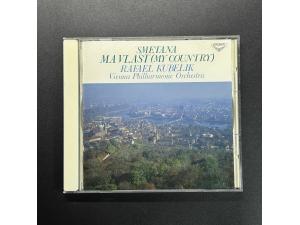 SMETANA
MA VLAST (MY COUNTRY)
RAFAEL KUBELIK
Vienna Philharmonic Orchestra